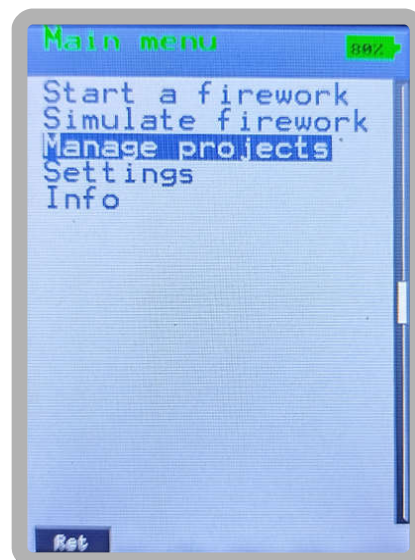 Main menu
80%
Start a firework
Simulate firework
Manage projects
Settings
Info
Ret